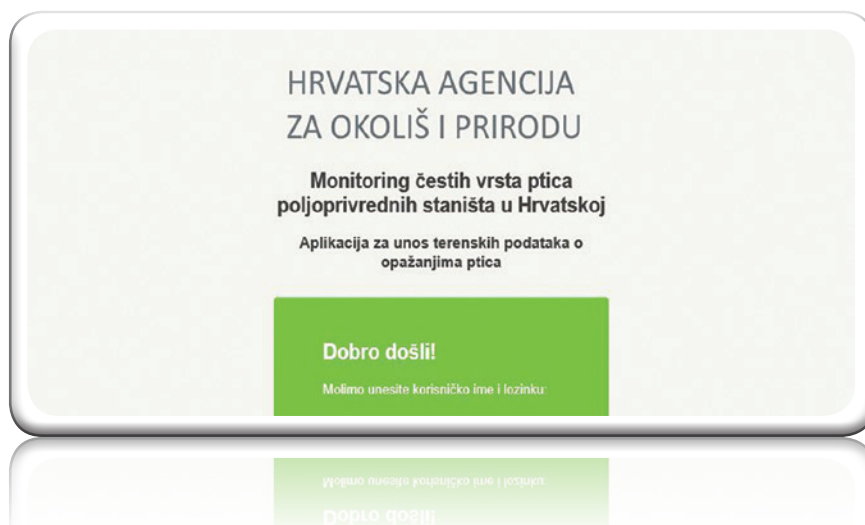 HRVATSKA AGENCIJA
ZA OKOLIŠ I PRIRODU
Monitoring čestih vrsta ptica
poljoprivrednih staništa u Hrvatskoj
Aplikacija za unos terenskih podataka o
opažanjima ptica
Dobro došli!
Molimo unesite korisničko ime i lozinku: